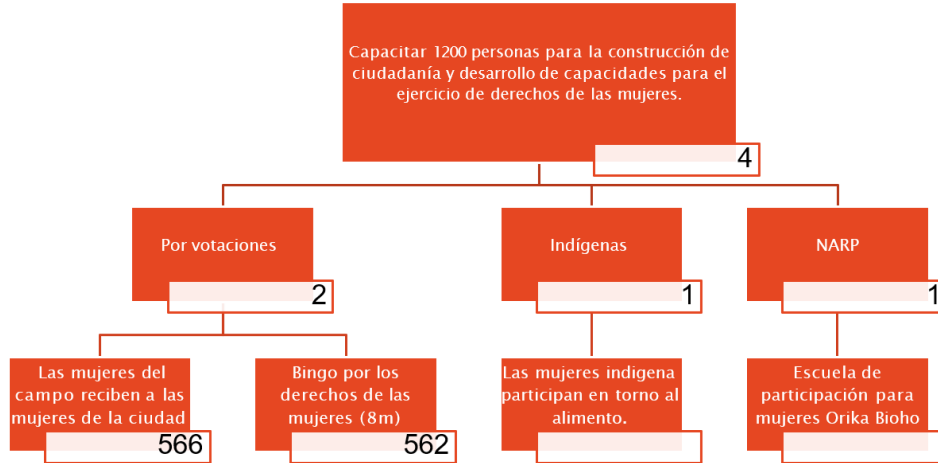 Capacitar 1200 personas para la construcción de
ciudadanía y desarrollo de capacidades para el
ejercicio de derechos de las mujeres.
4
Por votaciones
2
Indígenas
1
NARP
1
Las mujeres del
campo reciben a las
mujeres de la ciudad
566
Bingo por los
derechos de las
mujeres (8m)
562
Las mujeres indigena
participan en torno al
alimento.
Escuela de
participación para
mujeres Orika Bioho